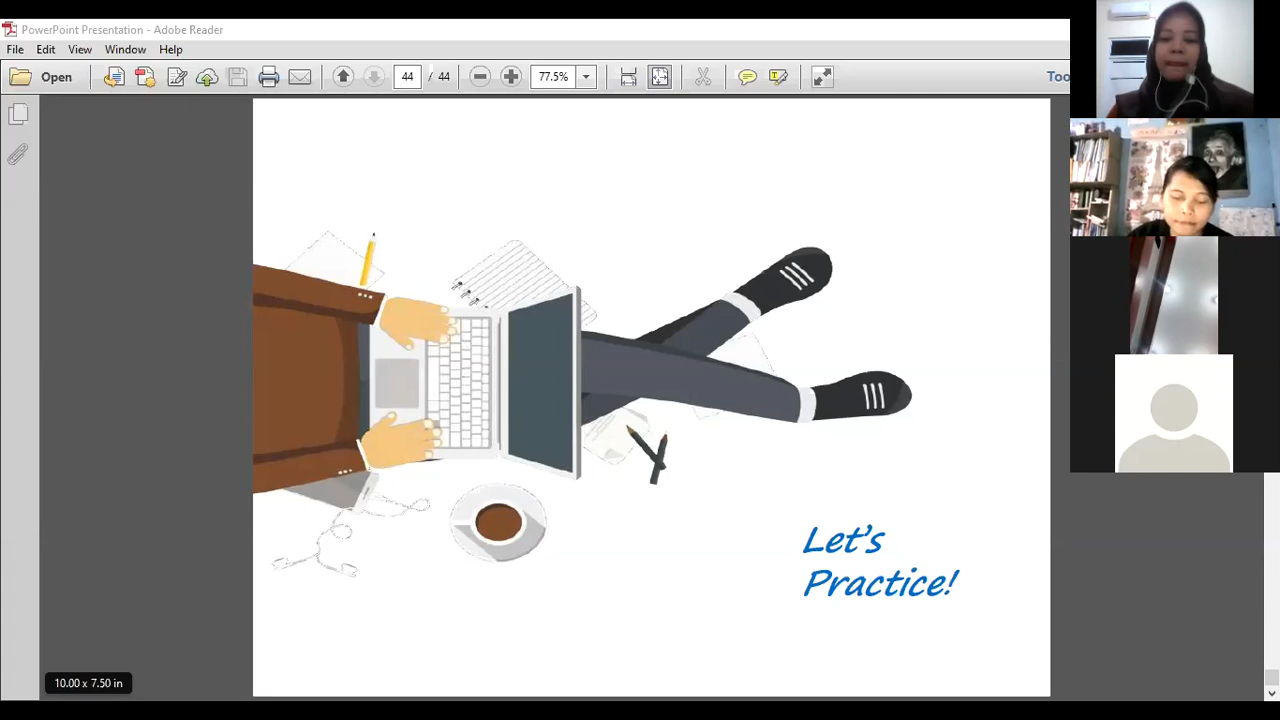 PowerPoint Presentation - Adobe Reader
File Edit View Window Help
Open 44 / 44 77.5% Too
Let's
Practice!
10.00 x 7.50 in